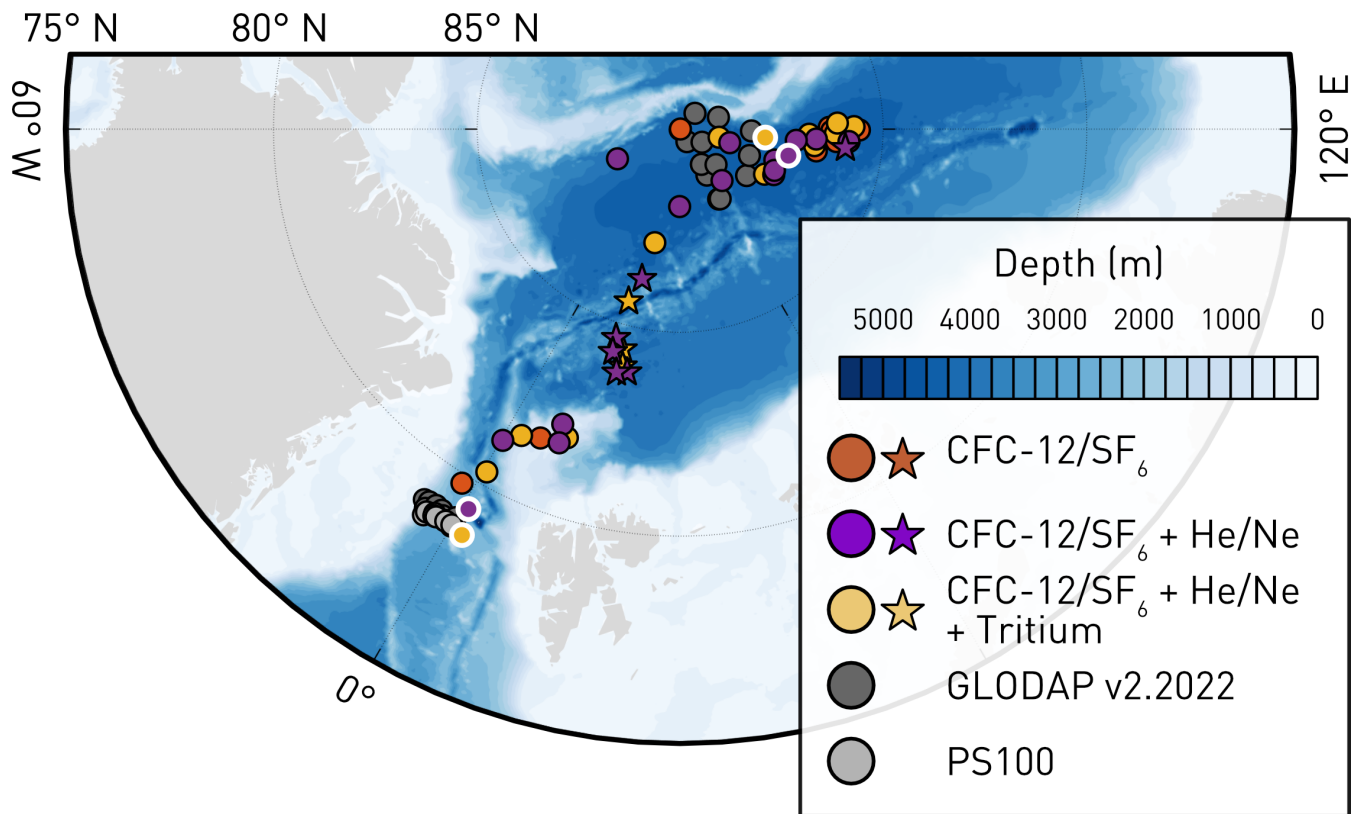 75° N 80° N 85° N
60° W
120° E
0°
Depth (m)
5000 4000 3000 2000 1000 0
CFC-12/SF₆
CFC-12/SF₆ + He/Ne
CFC-12/SF₆ + He/Ne
+ Tritium
GLODAP v2.2022
PS100